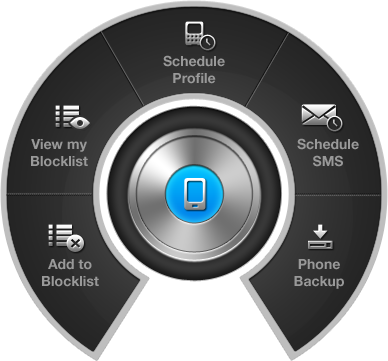 Schedule
Profile
View my
Blocklist
Schedule
SMS
Add to
Blocklist
Phone
Backup